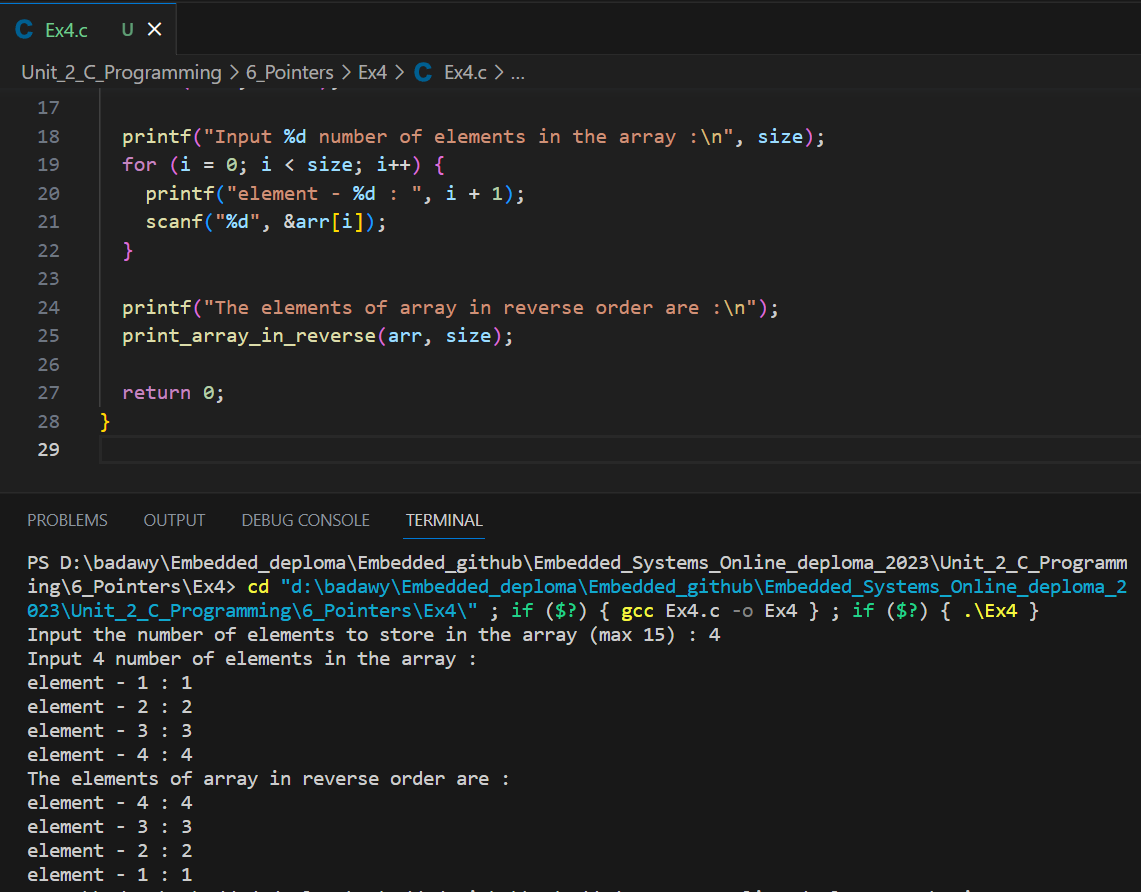 C Ex4.c U ×
Unit_2_C_Programming > 6_Pointers > Ex4 > C Ex4.c > ...
17
18 printf("Input %d number of elements in the array :\n", size);
19 for (i = 0; i < size; i++) {
20 printf("element - %d : ", i + 1);
21 scanf("%d", &arr[i]);
22 }
23
24 printf("The elements of array in reverse order are :\n");
25 print_array_in_reverse(arr, size);
26
27 return 0;
28 }
29
PROBLEMS OUTPUT DEBUG CONSOLE TERMINAL
PS D:\badawy\Embedded_deploma\Embedded_github\Embedded_Systems_Online_deploma_2023\Unit_2_C_Programm
ing\6_Pointers\Ex4> cd "d:\badawy\Embedded_deploma\Embedded_github\Embedded_Systems_Online_deploma_2
023\Unit_2_C_Programming\6_Pointers\Ex4\" ; if ($?) { gcc Ex4.c -o Ex4 } ; if ($?) { .\Ex4 }
Input the number of elements to store in the array (max 15) : 4
Input 4 number of elements in the array :
element - 1 : 1
element - 2 : 2
element - 3 : 3
element - 4 : 4
The elements of array in reverse order are :
element - 4 : 4
element - 3 : 3
element - 2 : 2
element - 1 : 1